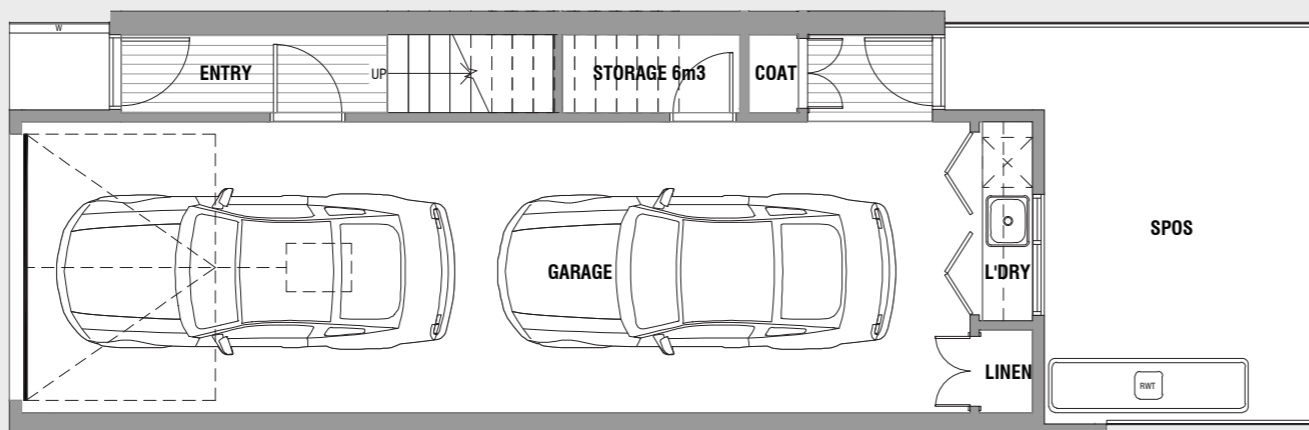 W
ENTRY
UP
STORAGE 6m3
COAT
GARAGE
L'DRY
SPOS
LINEN
RWT